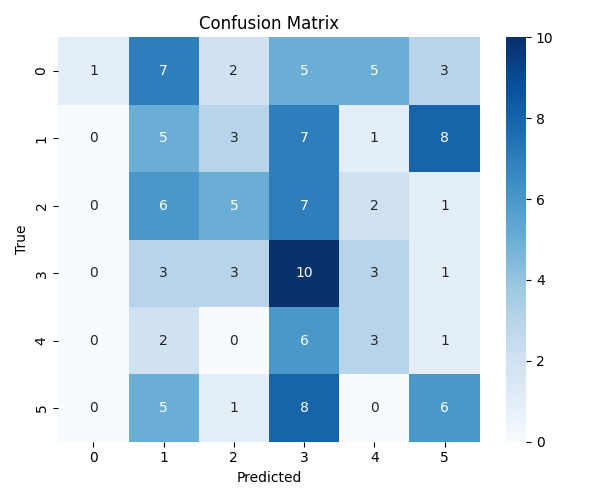 Confusion Matrix
0 1 7 2 5 5 3
1 0 5 3 7 1 8
2 0 6 5 7 2 1
3 0 3 3 10 3 1
4 0 2 0 6 3 1
5 0 5 1 8 0 6
0 1 2 3 4 5
True
Predicted
10
8
6
4
2
0